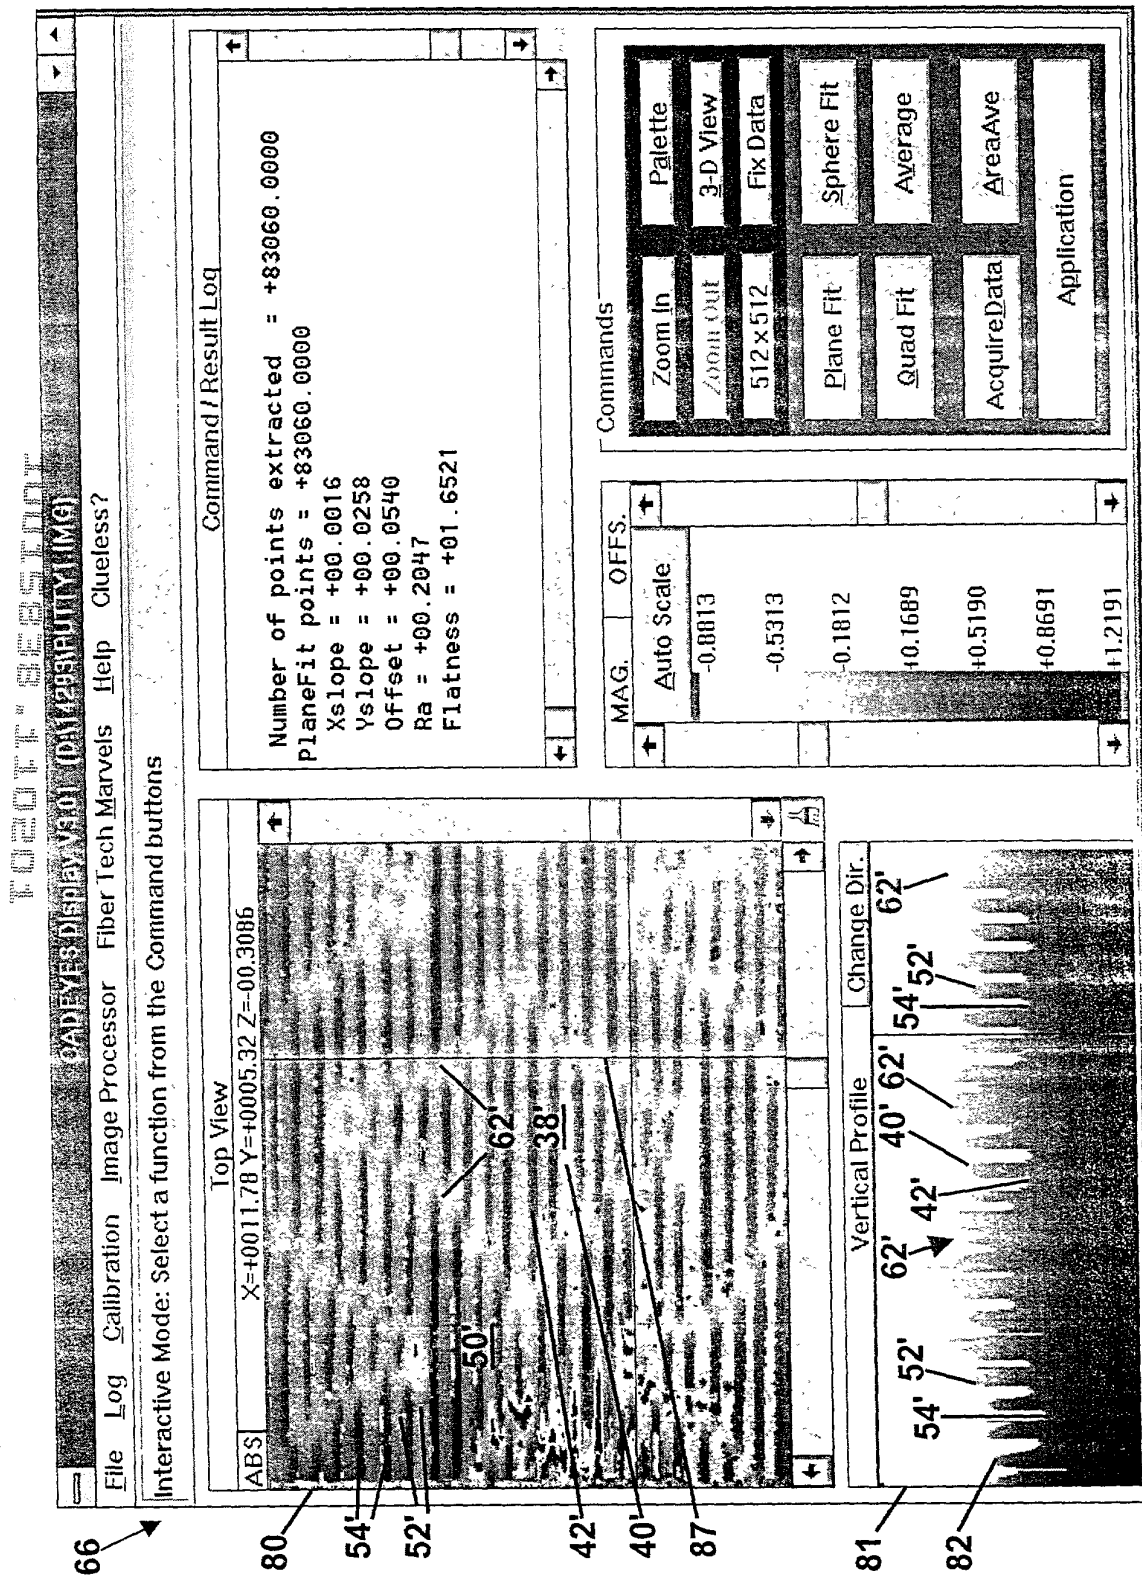 66
CADEYES Display V3.01 (D:\14293\PUTTY1.IMG)
File Log Calibration Image Processor Fiber Tech Marvels Help Clueless?
Interactive Mode: Select a function from the Command buttons
Top View
ABS X=+0011.78 Y=+0005.32 Z=-00.3086
80
54'
52'
42'
40'
87
50'
62'
38'
Command / Result Log
Number of points extracted = +83060.0000
PlaneFit points = +83060.0000
Xslope = +00.0016
Yslope = +00.0258
Offset = +00.0540
Ra = +00.2047
Flatness = +01.6521
Vertical Profile
Change Dir.
81
82
54'
52'
62'
42'
40'
62'
54'
52'
62'
MAG. OFFS.
Auto Scale
-0.8813
-0.5313
-0.1812
+0.1689
+0.5190
+0.8691
+1.2191
Commands
Zoom In Palette
Zoom Out 3-D View
512 x 512 Fix Data
Plane Fit Sphere Fit
Quad Fit Average
AcquireData AreaAve
Application